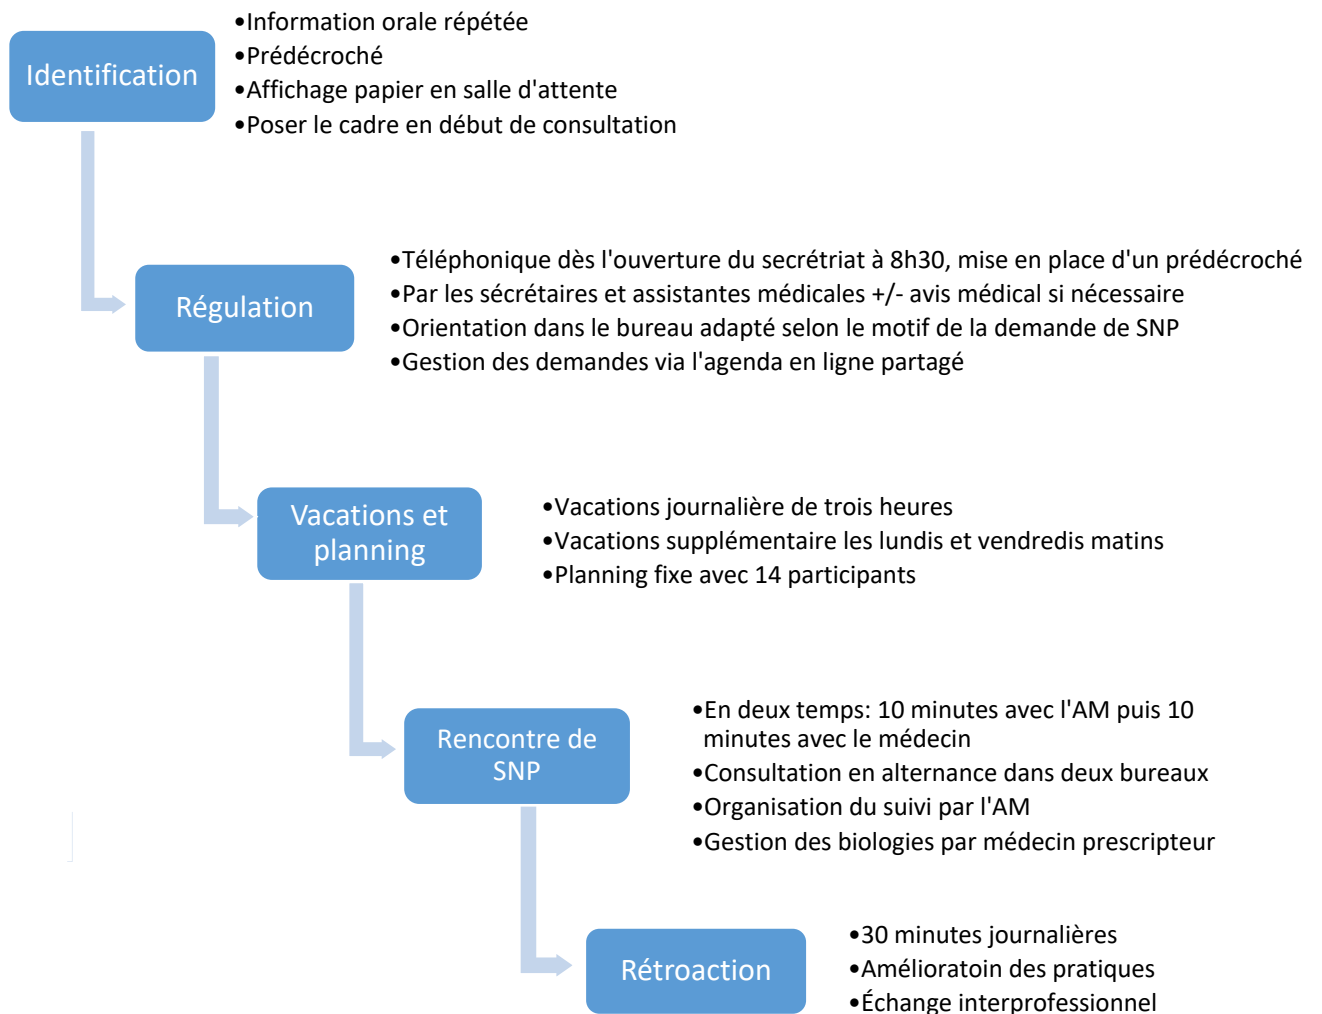 Identification
•Information orale répétée
•Prédécroché
•Affichage papier en salle d'attente
•Poser le cadre en début de consultation
Régulation
•Téléphonique dès l'ouverture du secrétriat à 8h30, mise en place d'un prédécroché
•Par les sécrétaires et assistantes médicales +/- avis médical si nécessaire
•Orientation dans le bureau adapté selon le motif de la demande de SNP
•Gestion des demandes via l'agenda en ligne partagé
Vacations et
planning
•Vacations journalière de trois heures
•Vacations supplémentaire les lundis et vendredis matins
•Planning fixe avec 14 participants
Rencontre de
SNP
•En deux temps: 10 minutes avec l'AM puis 10
minutes avec le médecin
•Consultation en alternance dans deux bureaux
•Organisation du suivi par l'AM
•Gestion des biologies par médecin prescripteur
Rétroaction
•30 minutes journalières
•Amélioratoin des pratiques
•Échange interprofessionnel